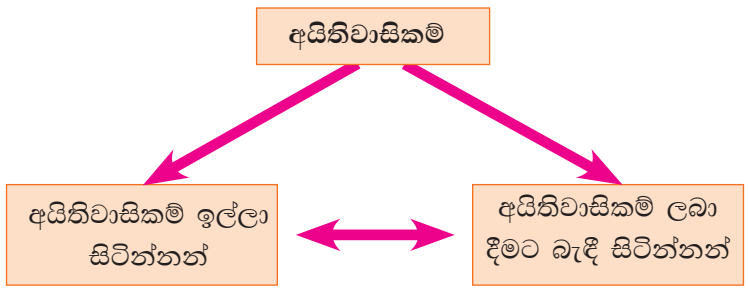 අයිතිවාසිකම්
අයිතිවාසිකම් ඉල්ලා
සිටින්නන්
අයිතිවාසිකම් ලබා
දීමට බැඳී සිටින්නන්